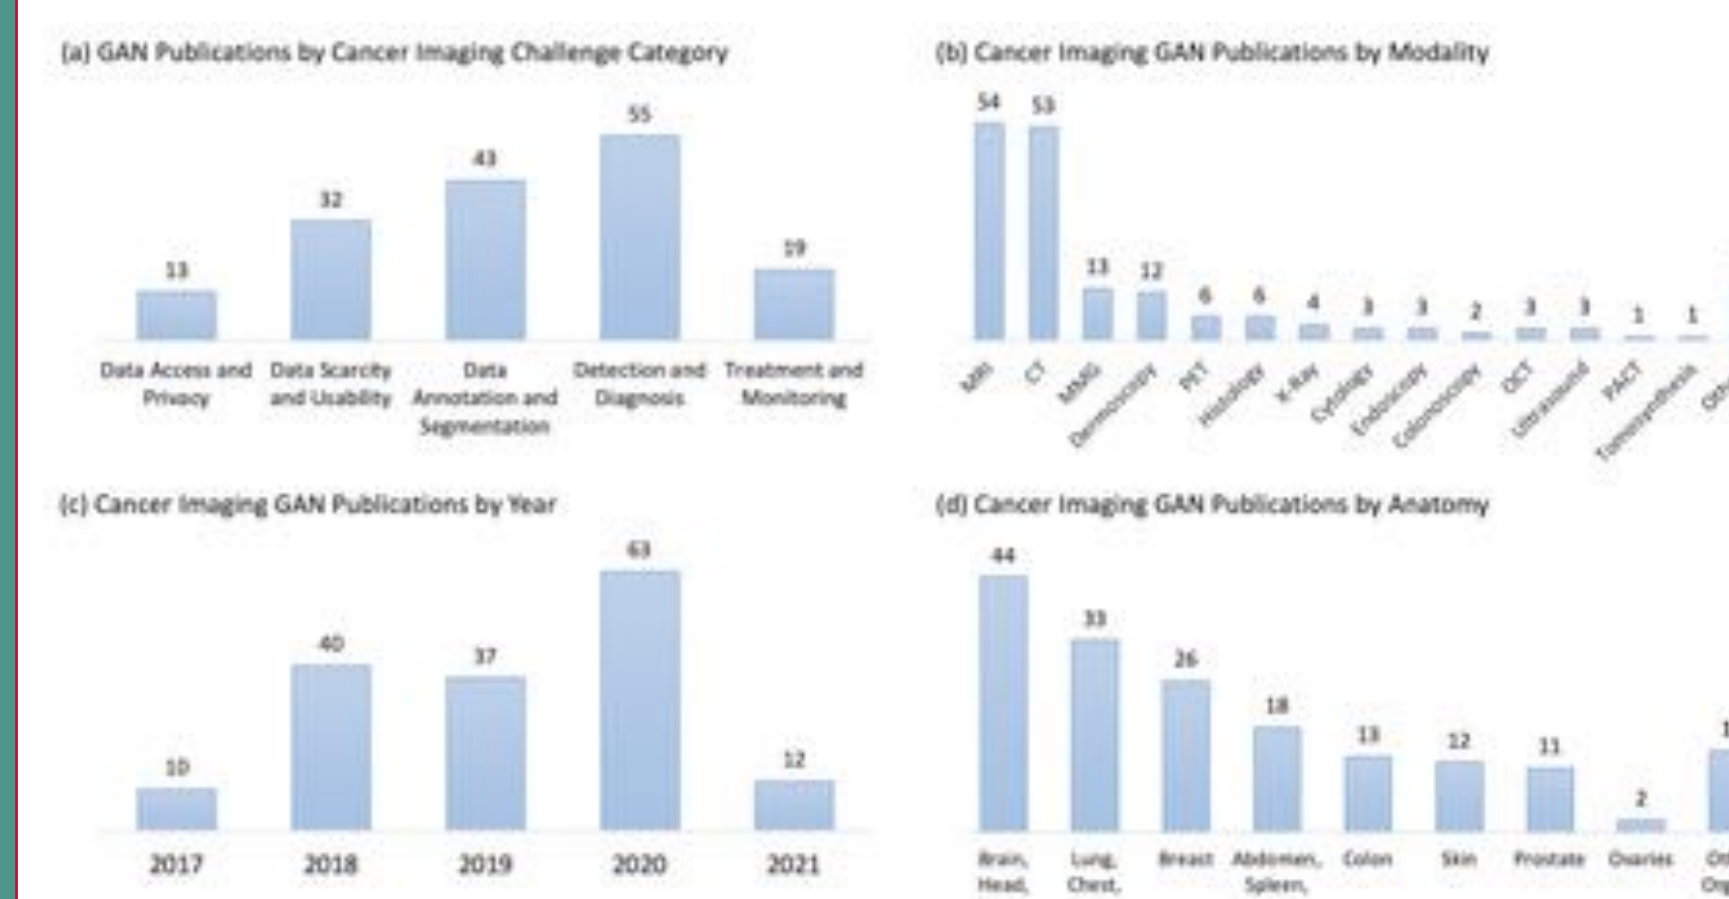 (a) GAN Publications by Cancer Imaging Challenge Category
55
43
32
19
13
Data Access and Data Scarcity Data Detection and Treatment and
Privacy and Usability Annotation and Diagnosis Monitoring
Segmentation
(b) Cancer Imaging GAN Publications by Modality
54 53
13 12
6 6 4 3 3 2 3 3 1 1
MRI CT MMG Dermoscopy PET Histology X-Ray Cytology Endoscopy Colonoscopy OCT Ultrasound PACT Tomosynthesis
(c) Cancer Imaging GAN Publications by Year
63
40
37
10
12
2017 2018 2019 2020 2021
(d) Cancer Imaging GAN Publications by Anatomy
44
33
26
18
13 12 11
2
Brain, Lung, Breast Abdomen, Colon Skin Prostate Ovaries
Head, Chest, Spleen,